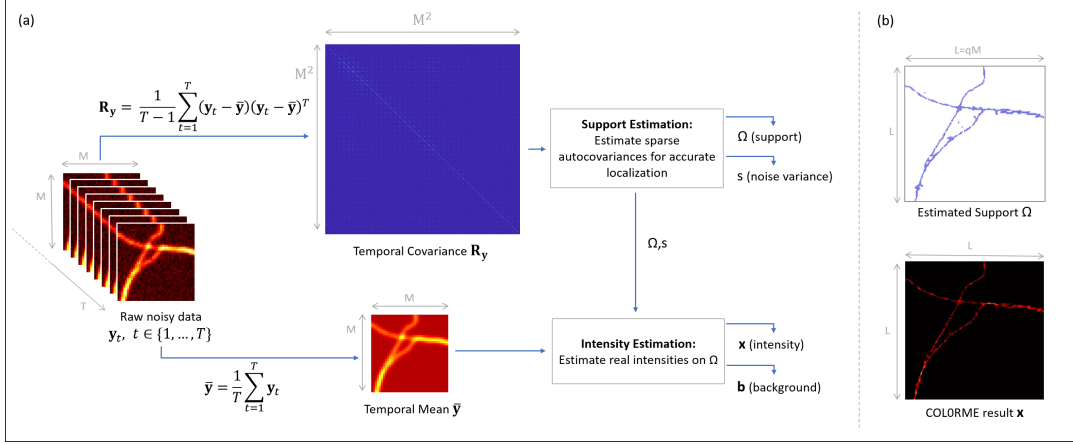 (a)
M²
M²
R_y = 1/(T − 1) ∑_{t=1}^{T} (y_t − ȳ)(y_t − ȳ)^T
M
M
T
Raw noisy data
y_t, t ∈ {1, …, T}
ȳ = 1/T ∑_{t=1}^{T} y_t
Temporal Covariance R_y
M
M
Temporal Mean ȳ
Support Estimation:
Estimate sparse
autocovariances for accurate
localization
Ω (support)
s (noise variance)
Ω,s
Intensity Estimation:
Estimate real intensities on Ω
x (intensity)
b (background)
(b)
L=qM
L
Estimated Support Ω
L
L
COL0RME result x